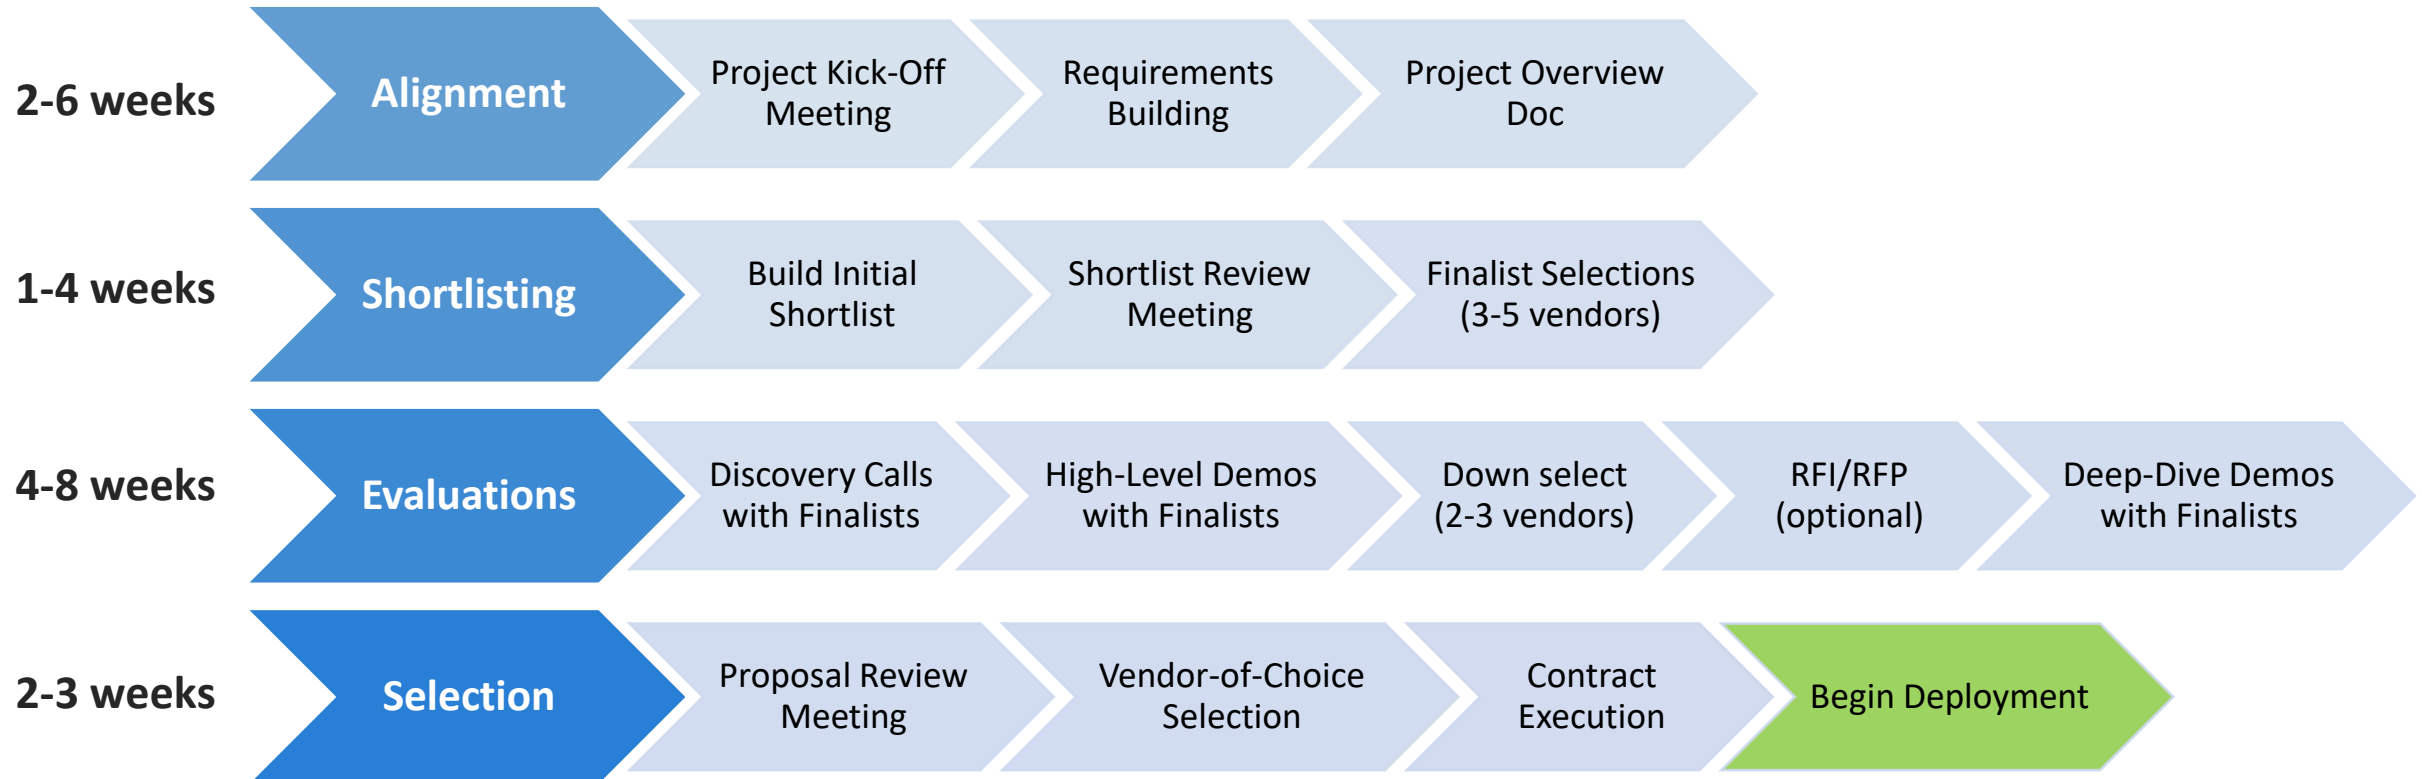 2-6 weeks
Alignment
Project Kick-Off
Meeting
Requirements
Building
Project Overview
Doc
1-4 weeks
Shortlisting
Build Initial
Shortlist
Shortlist Review
Meeting
Finalist Selections
(3-5 vendors)
4-8 weeks
Evaluations
Discovery Calls
with Finalists
High-Level Demos
with Finalists
Down select
(2-3 vendors)
RFI/RFP
(optional)
Deep-Dive Demos
with Finalists
2-3 weeks
Selection
Proposal Review
Meeting
Vendor-of-Choice
Selection
Contract
Execution
Begin Deployment